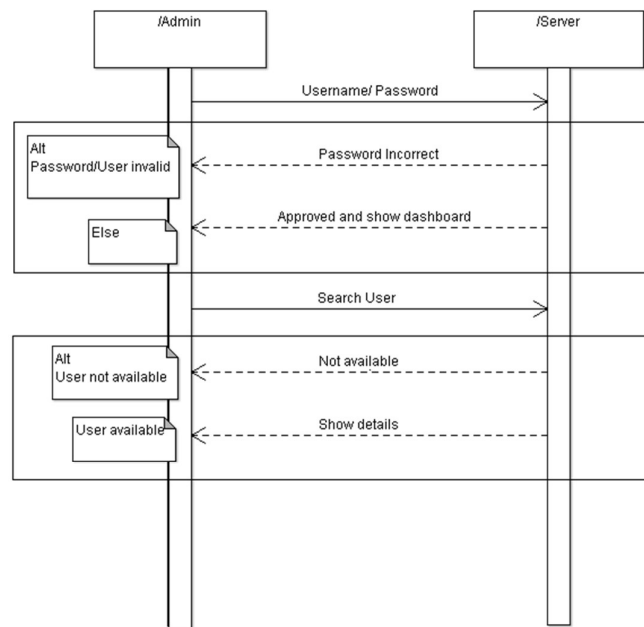 /Admin
/Server
Username/ Password
Alt
Password/User invalid
Password Incorrect
Approved and show dashboard
Else
Search User
Alt
User not available
Not available
User available
Show details